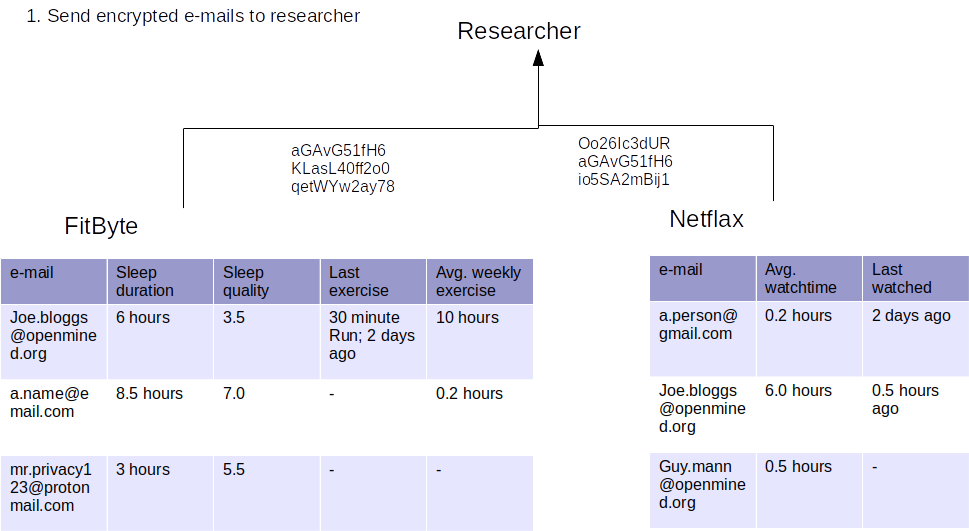 1. Send encrypted e-mails to researcher
Researcher
aGAvG51fH6
KLasL40ff2o0
qetWYw2ay78
Oo26Ic3dUR
aGAvG51fH6
io5SA2mBij1
FitByte
e-mail Sleep duration Sleep quality Last exercise Avg. weekly exercise
Joe.bloggs@openmined.org 6 hours 3.5 30 minute Run; 2 days ago 10 hours
a.name@email.com 8.5 hours 7.0 - 0.2 hours
mr.privacy123@protonmail.com 3 hours 5.5 - -
Netflax
e-mail Avg. watchtime Last watched
a.person@gmail.com 0.2 hours 2 days ago
Joe.bloggs@openmined.org 6.0 hours 0.5 hours ago
Guy.mann@openmined.org 0.5 hours -